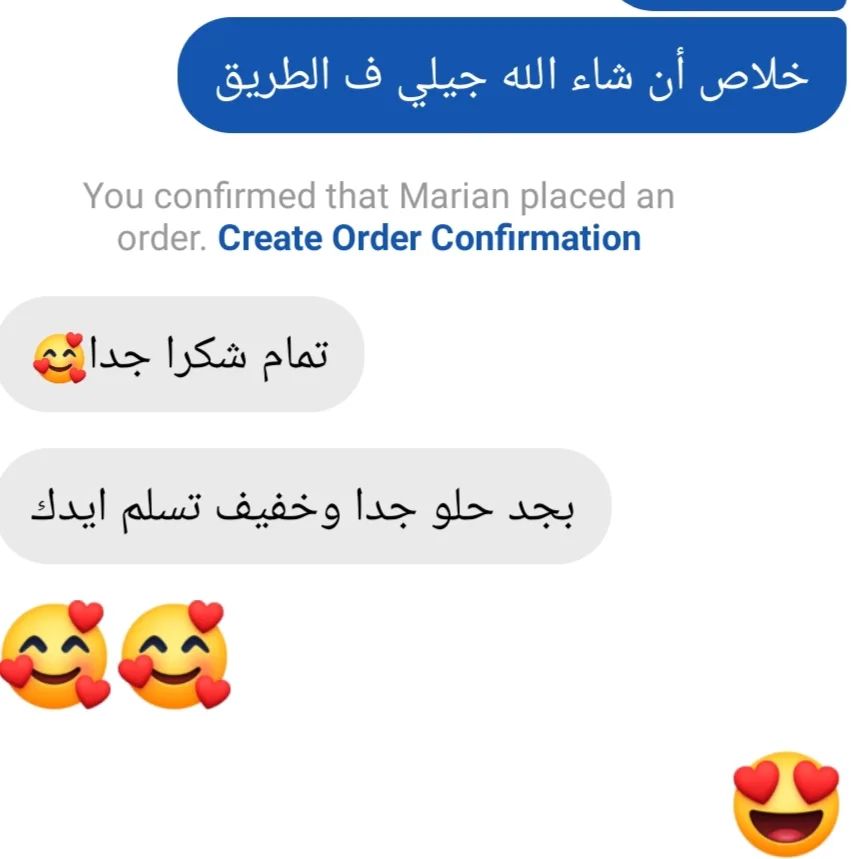 خلاص أن شاء الله جيلي ف الطريق
You confirmed that Marian placed an
order. Create Order Confirmation
تمام شكرا جدا🥰
بجد حلو جدا وخفيف تسلم ايدك
🥰🥰
😍